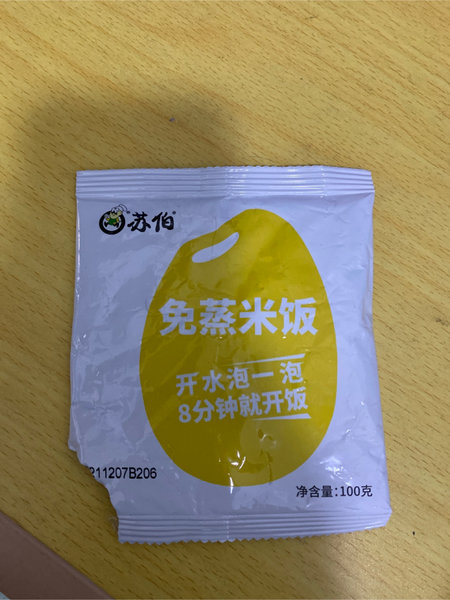 苏伯®
免蒸米饭
开水泡一泡
8分钟就开饭
211207B206
净含量:100克